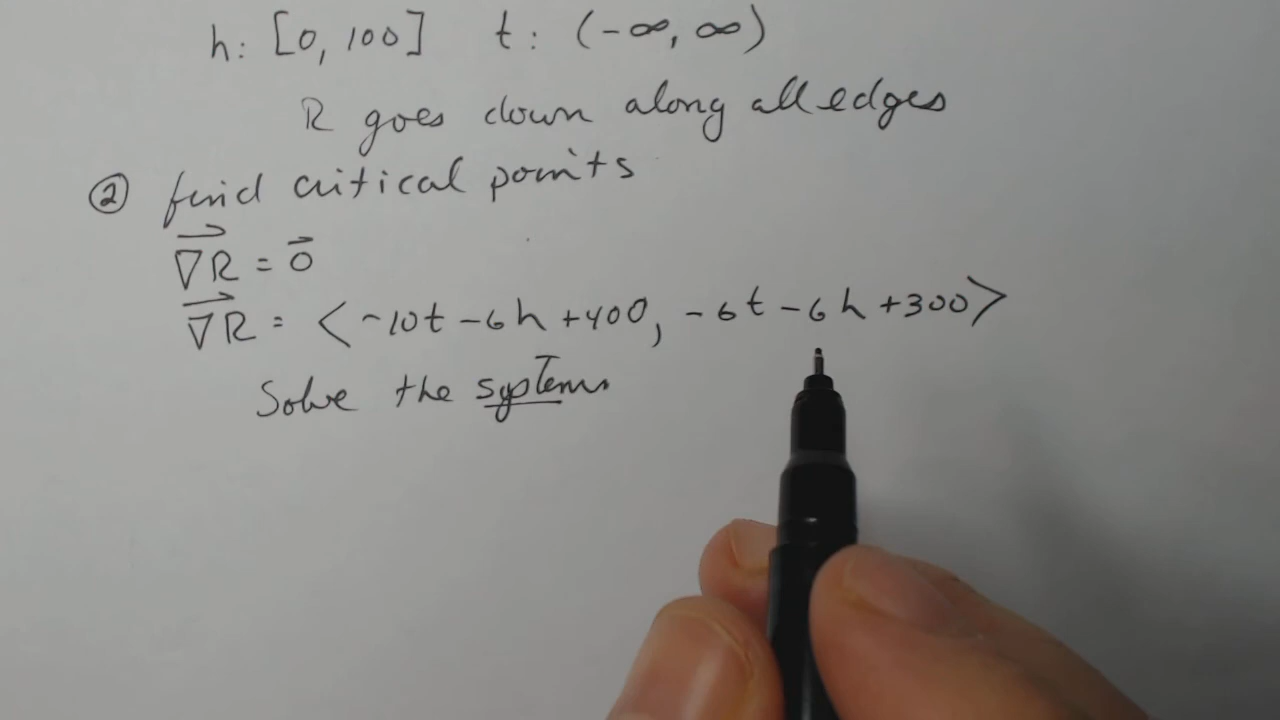 h: [0, 100] t: (-∞, ∞)
R goes down along all edges
② find critical points
∇R = 0
∇R = <-10t -6h +400, -6t -6h +300>
Solve the system